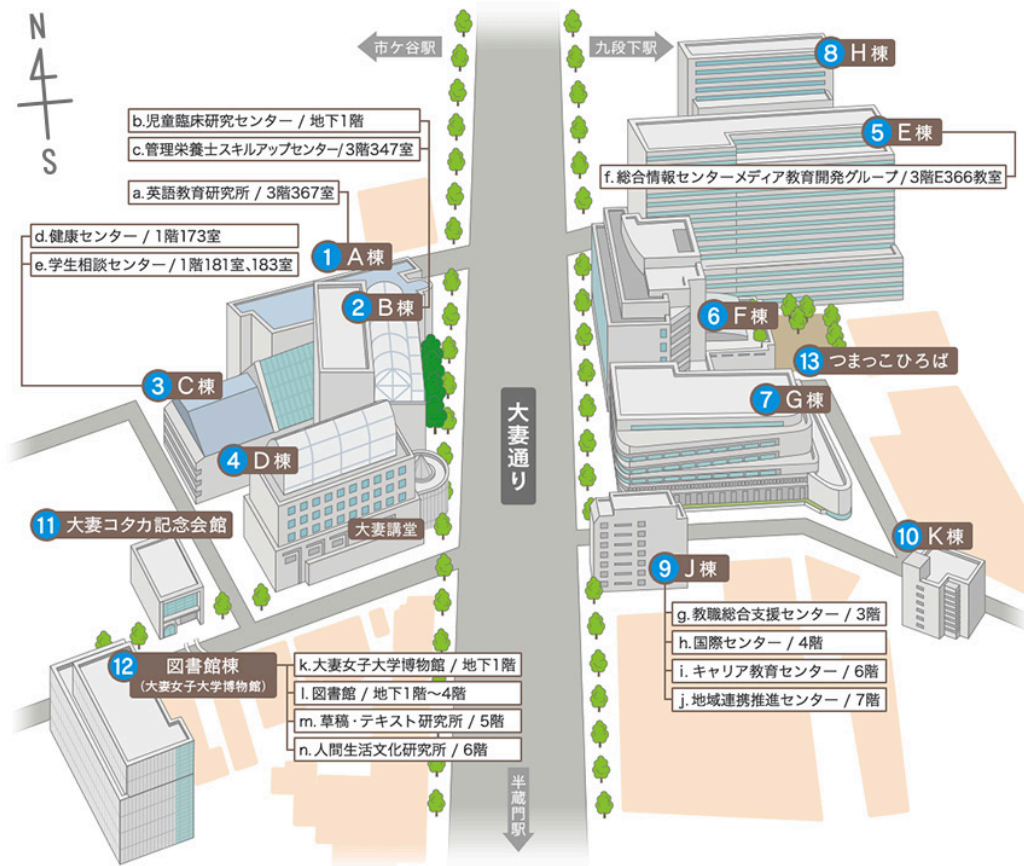 N
S
市ケ谷駅
九段下駅
8 H棟
5 E棟
f.総合情報センターメディア教育開発グループ/3階E366教室
b.児童臨床研究センター / 地下1階
c.管理栄養士スキルアップセンター/3階347室
a.英語教育研究所 / 3階367室
d.健康センター / 1階173室
e.学生相談センター/1階181室、183室
1 A棟
2 B棟
3 C棟
4 D棟
大妻講堂
6 F棟
13 つまっこひろば
7 G棟
大妻通り
11 大妻コタカ記念会館
10 K棟
9 J棟
g.教職総合支援センター/3階
h.国際センター / 4階
i.キャリア教育センター / 6階
j.地域連携推進センター / 7階
12 図書館棟
(大妻女子大学博物館)
k.大妻女子大学博物館 / 地下1階
l.図書館 / 地下1階〜4階
m.草稿・テキスト研究所 / 5階
n.人間生活文化研究所 / 6階
半蔵門駅